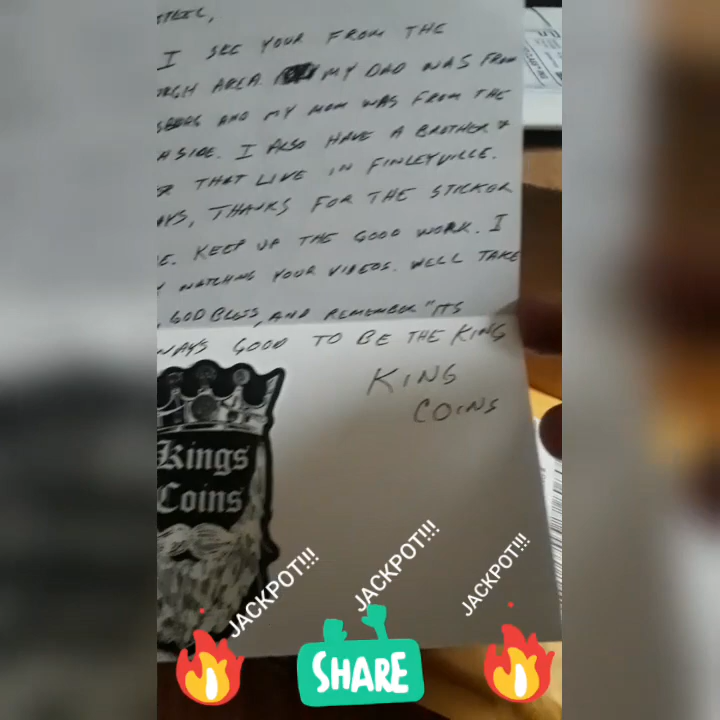 I SEE YOUR FROM THE
AREA MY DAD WAS FROM
AND MY MOM WAS FROM THE
SIDE. I ALSO HAVE A BROTHER &
THAT LIVE IN FINLEYVILLE.
THANKS FOR THE STICKER
KEEP UP THE GOOD WORK. I
WATCHING YOUR VIDEOS. WELL TAKE
GOD BLESS, AND REMEMBER "ITS
GOOD TO BE THE KING
KING
COINS
Kings
Coins
JACKPOT!!!
JACKPOT!!!
JACKPOT!!!
SHARE